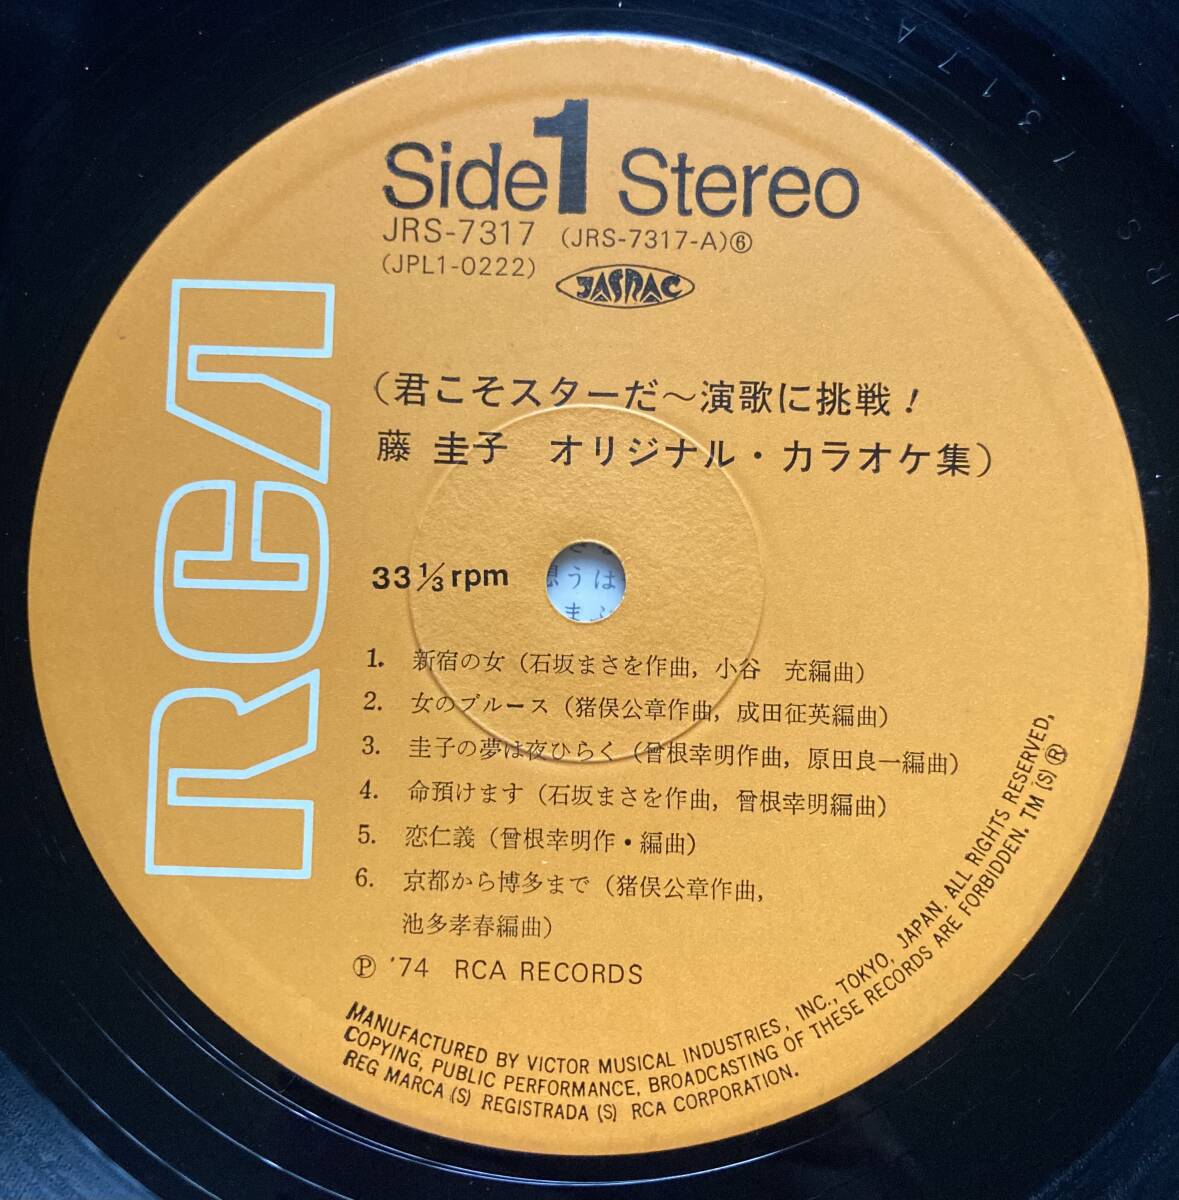 Side 1 Stereo
JRS-7317 (JRS-7317-A)⑥
(JPL1-0222)
JASRAC
RCA
(君こそスターだ〜演歌に挑戦!
藤 圭子 オリジナル・カラオケ集)
33 1/3 rpm
うは
1. 新宿の女 (石坂まさを作曲, 小谷 充編曲)
2. 女のブルース (猪俣公章作曲, 成田征英編曲)
3. 圭子の夢は夜ひらく (曾根幸明作曲, 原田良一編曲)
4. 命預けます (石坂まさを作曲, 曾根幸明編曲)
5. 恋仁義 (曾根幸明作・編曲)
6. 京都から博多まで (猪俣公章作曲,
池多孝春編曲)
Ⓟ '74 RCA RECORDS
MANUFACTURED BY VICTOR MUSICAL INDUSTRIES, INC., TOKYO, JAPAN. ALL RIGHTS RESERVED,
COPYING, PUBLIC PERFORMANCE, BROADCASTING OF THESE RECORDS ARE FORBIDDEN. TM (S) ®
REG MARCA (S) REGISTRADA (S) RCA CORPORATION.